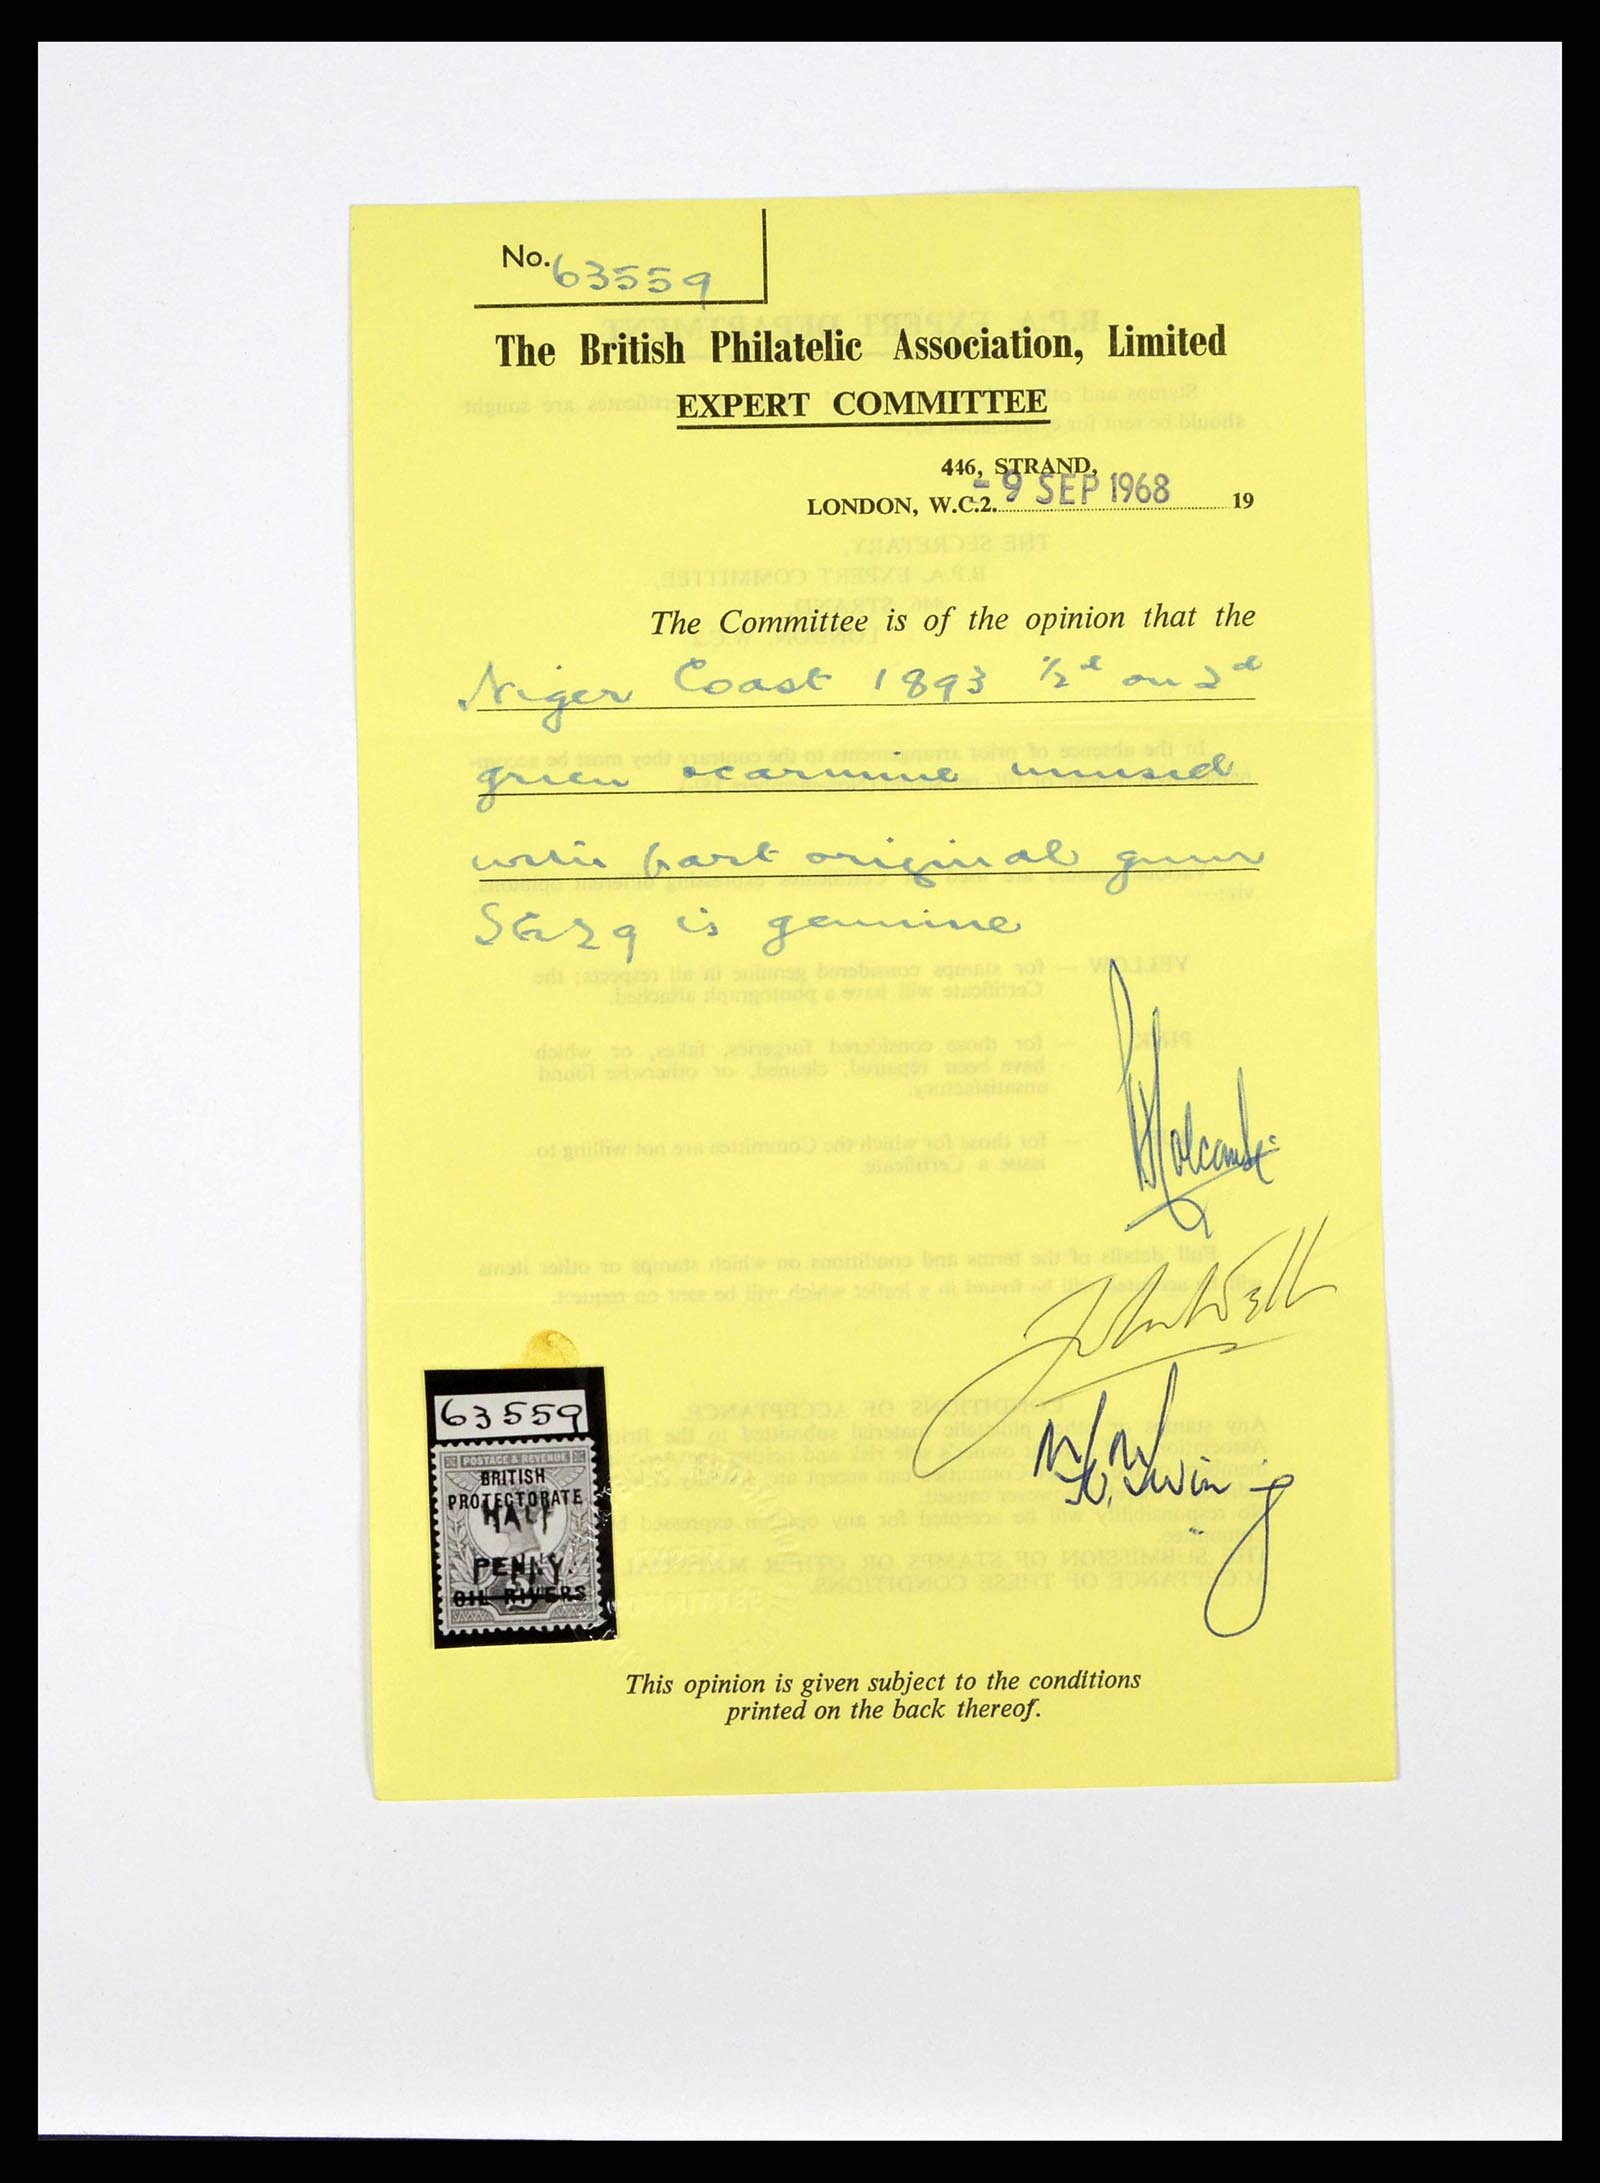 No. 63559
The British Philatelic Association, Limited
EXPERT COMMITTEE
446, STRAND,
LONDON, W.C.2. -9 SEP 1968 19
The Committee is of the opinion that the
Niger Coast 1893 ½d on 2d
green & carmine unused
with part original gum
is genuine
63559
POSTAGE & REVENUE
BRITISH
PROTECTORATE
HALF
PENNY.
OIL RIVERS
This opinion is given subject to the conditions
printed on the back thereof.